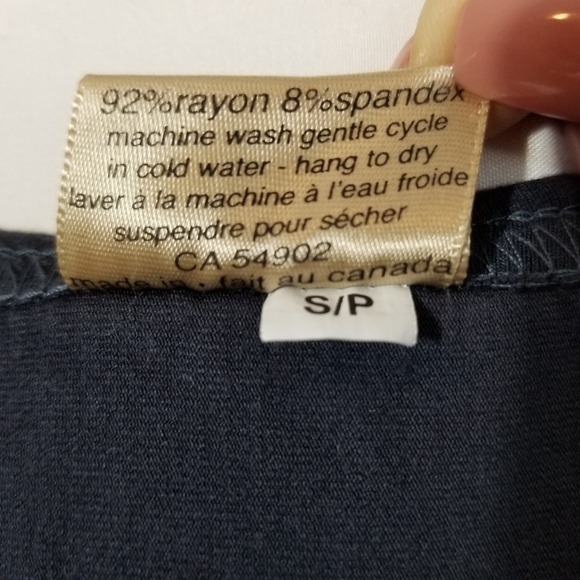 92%rayon 8%spandex
machine wash gentle cycle
in cold water - hang to dry
laver à la machine à l'eau froide
suspendre pour sécher
CA 54902
made in • fait au canada
S/P